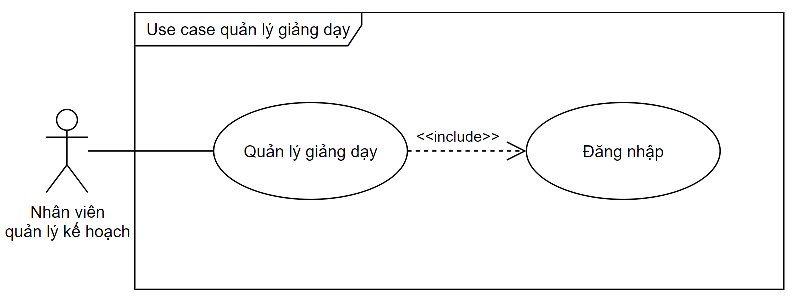 Use case quản lý giảng dạy
<<include>>
Quản lý giảng dạy
Đăng nhập
Nhân viên
quản lý kế hoạch